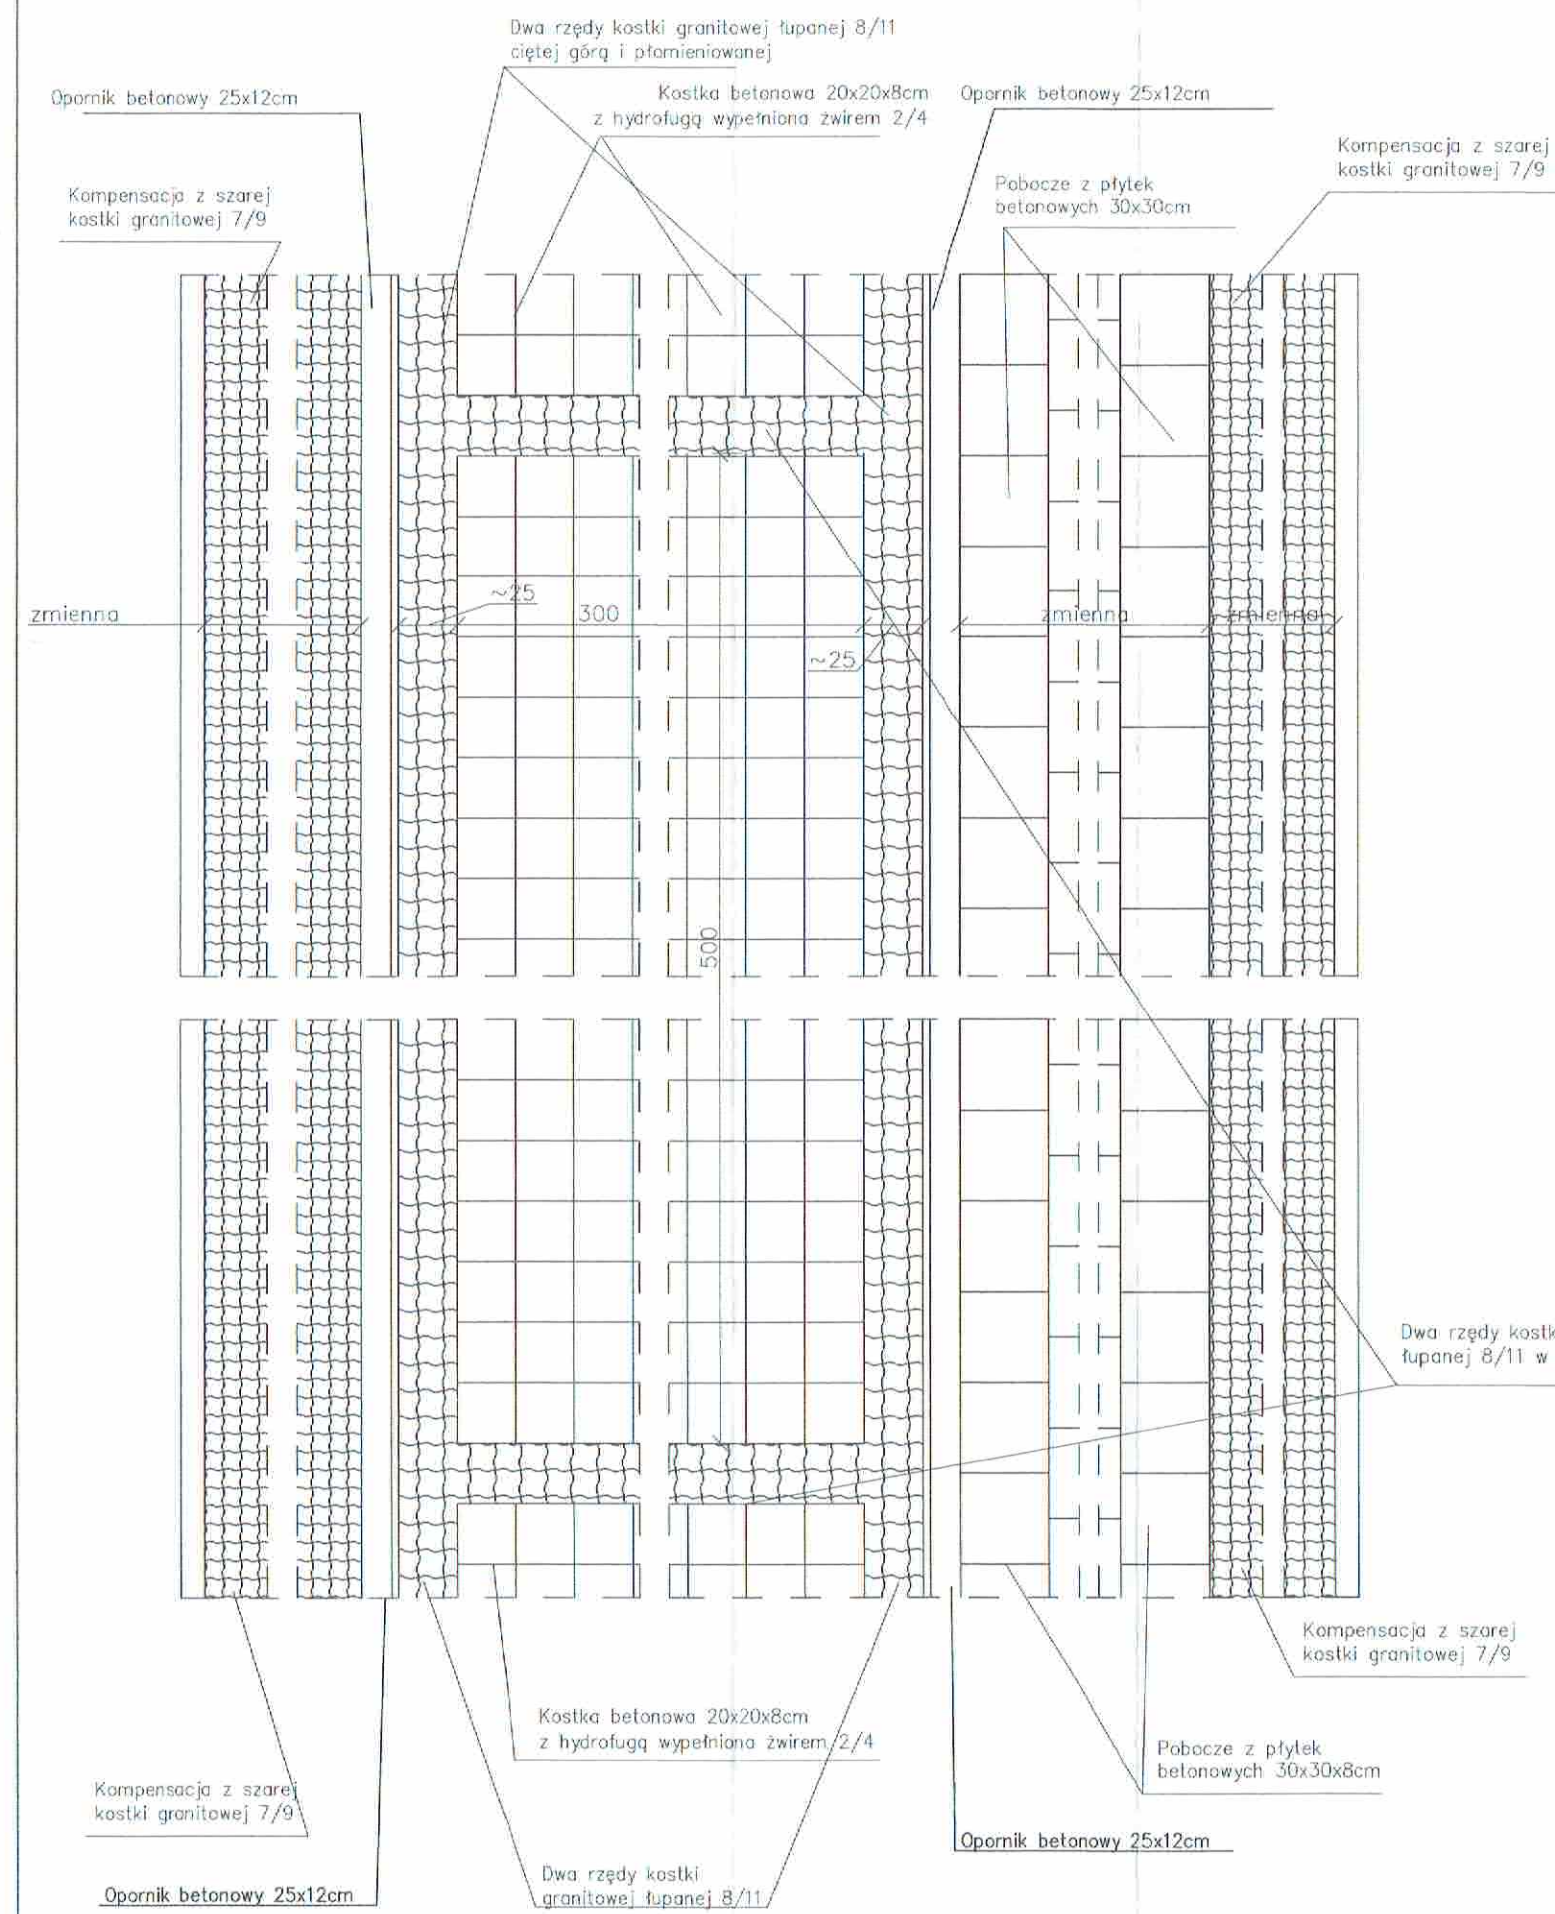 Dwa rzędy kostki granitowej łupanej 8/11
ciętej górą i płomieniowanej
Opornik betonowy 25x12cm
Kostka betonowa 20x20x8cm
z hydrofugą wypełniona żwirem 2/4
Opornik betonowy 25x12cm
Kompensacja z szarej
kostki granitowej 7/9
Pobocze z płytek
betonowych 30x30cm
Kompensacja z szarej
kostki granitowej 7/9
zmienna
~25
300
~25
zmienna
zmienna
500
Dwa rzędy kostk
łupanej 8/11 w
Kompensacja z szarej
kostki granitowej 7/9
Kostka betonowa 20x20x8cm
z hydrofugą wypełniona żwirem 2/4
Pobocze z płytek
betonowych 30x30x8cm
Kompensacja z szarej
kostki granitowej 7/9
Opornik betonowy 25x12cm
Dwa rzędy kostki
granitowej łupanej 8/11
Opornik betonowy 25x12cm